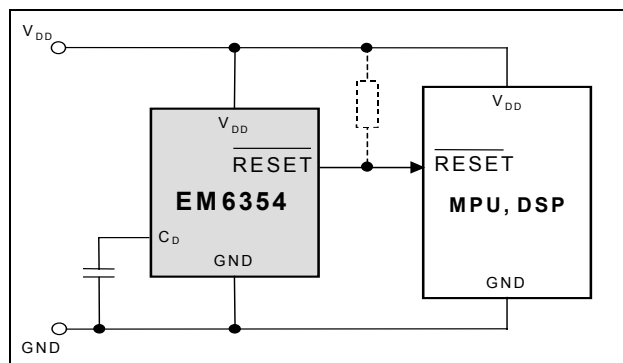 VDD
VDD
VDD
RESET
RESET
EM6354
MPU, DSP
CD
GND
GND
GND